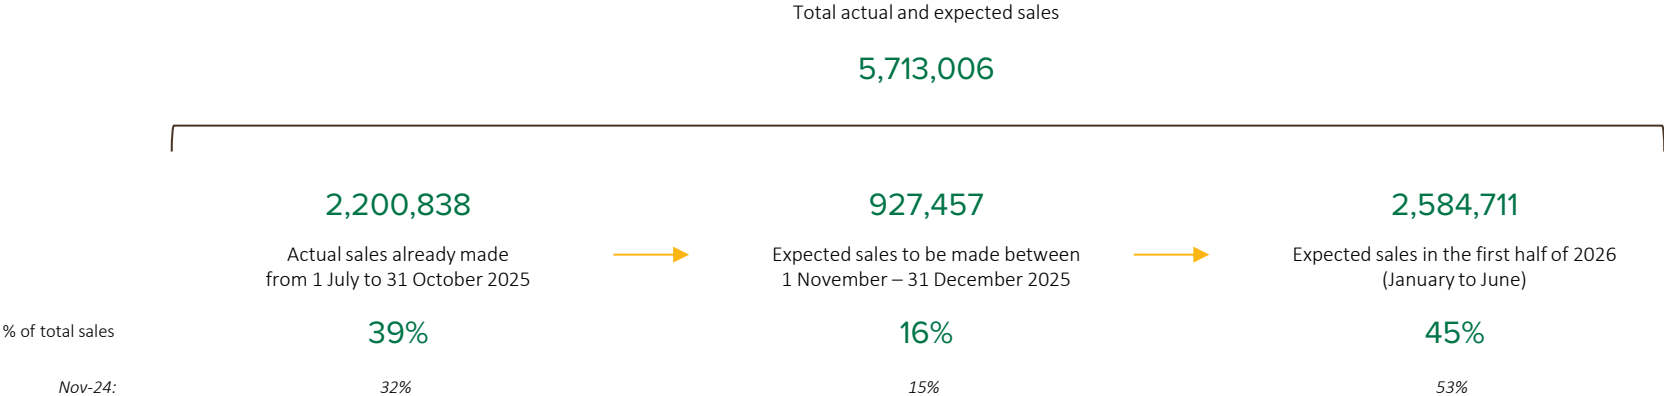 Total actual and expected sales
5,713,006
2,200,838
927,457
2,584,711
Actual sales already made
from 1 July to 31 October 2025
Expected sales to be made between
1 November – 31 December 2025
Expected sales in the first half of 2026
(January to June)
% of total sales
39%
16%
45%
Nov-24:
32%
15%
53%